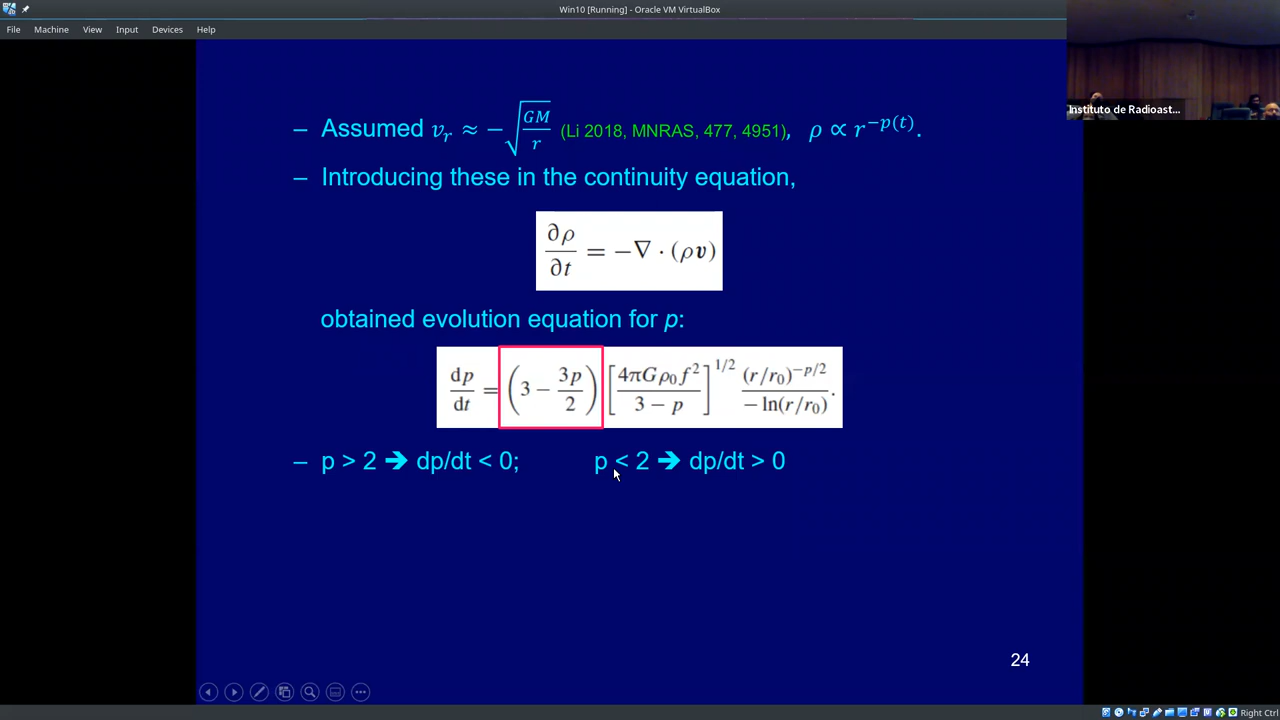 Win10 [Running] - Oracle VM VirtualBox
File Machine View Input Devices Help
Instituto de Radioast...
– Assumed v_r ≈ −√(GM/r) (Li 2018, MNRAS, 477, 4951), ρ ∝ r^{−p(t)}.
– Introducing these in the continuity equation,
∂ρ/∂t = −∇ · (ρv)
obtained evolution equation for p:
dp/dt = (3 − 3p/2) [4πGρ₀f²/(3 − p)]^{1/2} (r/r₀)^{−p/2}/(− ln(r/r₀)).
– p > 2 ➔ dp/dt < 0; p < 2 ➔ dp/dt > 0
24
Right Ctrl